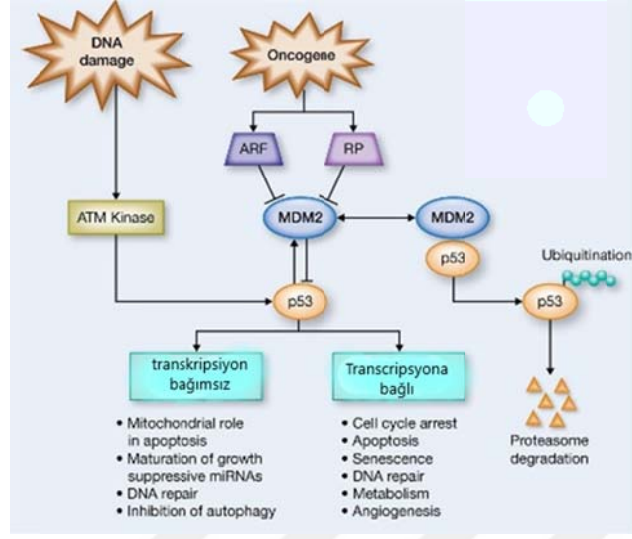 DNA
damage
Oncogene
ARF
RP
ATM Kinase
MDM2
MDM2
p53
Ubiquitination
p53
p53
transkripsiyon
bağımsız
Transcripsyona
bağlı
• Mitochondrial role
in apoptosis
• Maturation of growth
suppressive miRNAs
• DNA repair
• Inhibition of autophagy
• Cell cycle arrest
• Apoptosis
• Senescence
• DNA repair
• Metabolism
• Angiogenesis
Proteasome
degradation